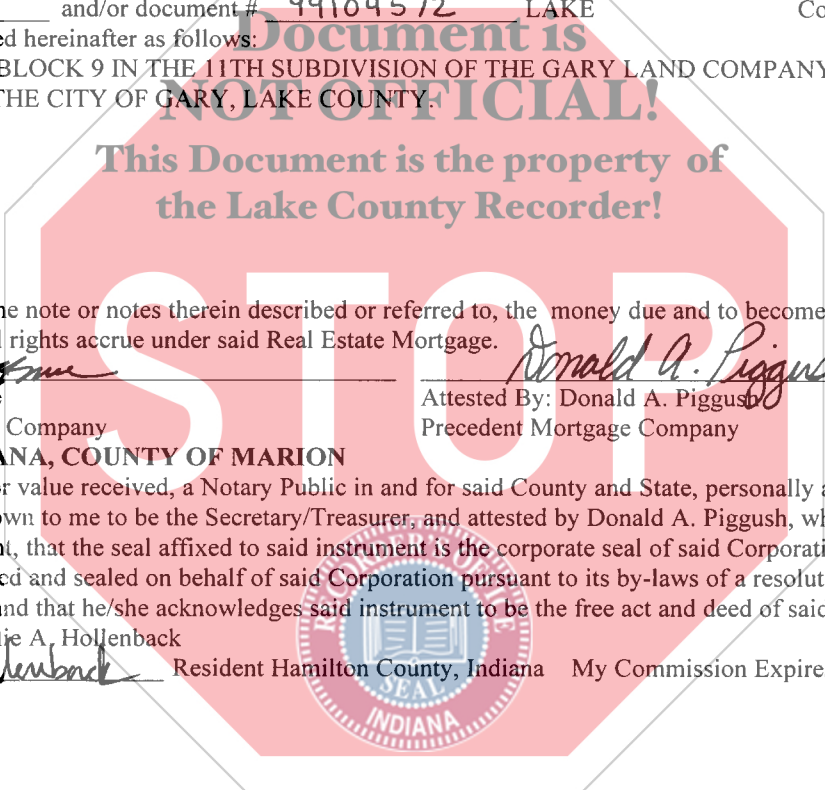 and/or document # 99104572 LAKE Co
ed hereinafter as follows:
Document is
BLOCK 9 IN THE 11TH SUBDIVISION OF THE GARY LAND COMPANY
THE CITY OF GARY, LAKE COUNTY.
NOT OFFICIAL!
This Document is the property of
the Lake County Recorder!
STOP
he note or notes therein described or referred to, the money due and to become
l rights accrue under said Real Estate Mortgage.
Donald A. Piggus
Attested By: Donald A. Piggush
Company Precedent Mortgage Company
ANA, COUNTY OF MARION
r value received, a Notary Public in and for said County and State, personally a
own to me to be the Secretary/Treasurer, and attested by Donald A. Piggush, wh
t, that the seal affixed to said instrument is the corporate seal of said Corporati
ed and sealed on behalf of said Corporation pursuant to its by-laws of a resolut
and that he/she acknowledges said instrument to be the free act and deed of said
lie A. Hollenback
lenback Resident Hamilton County, Indiana My Commission Expire
RECORDER'S OFFICE
SEAL
INDIANA